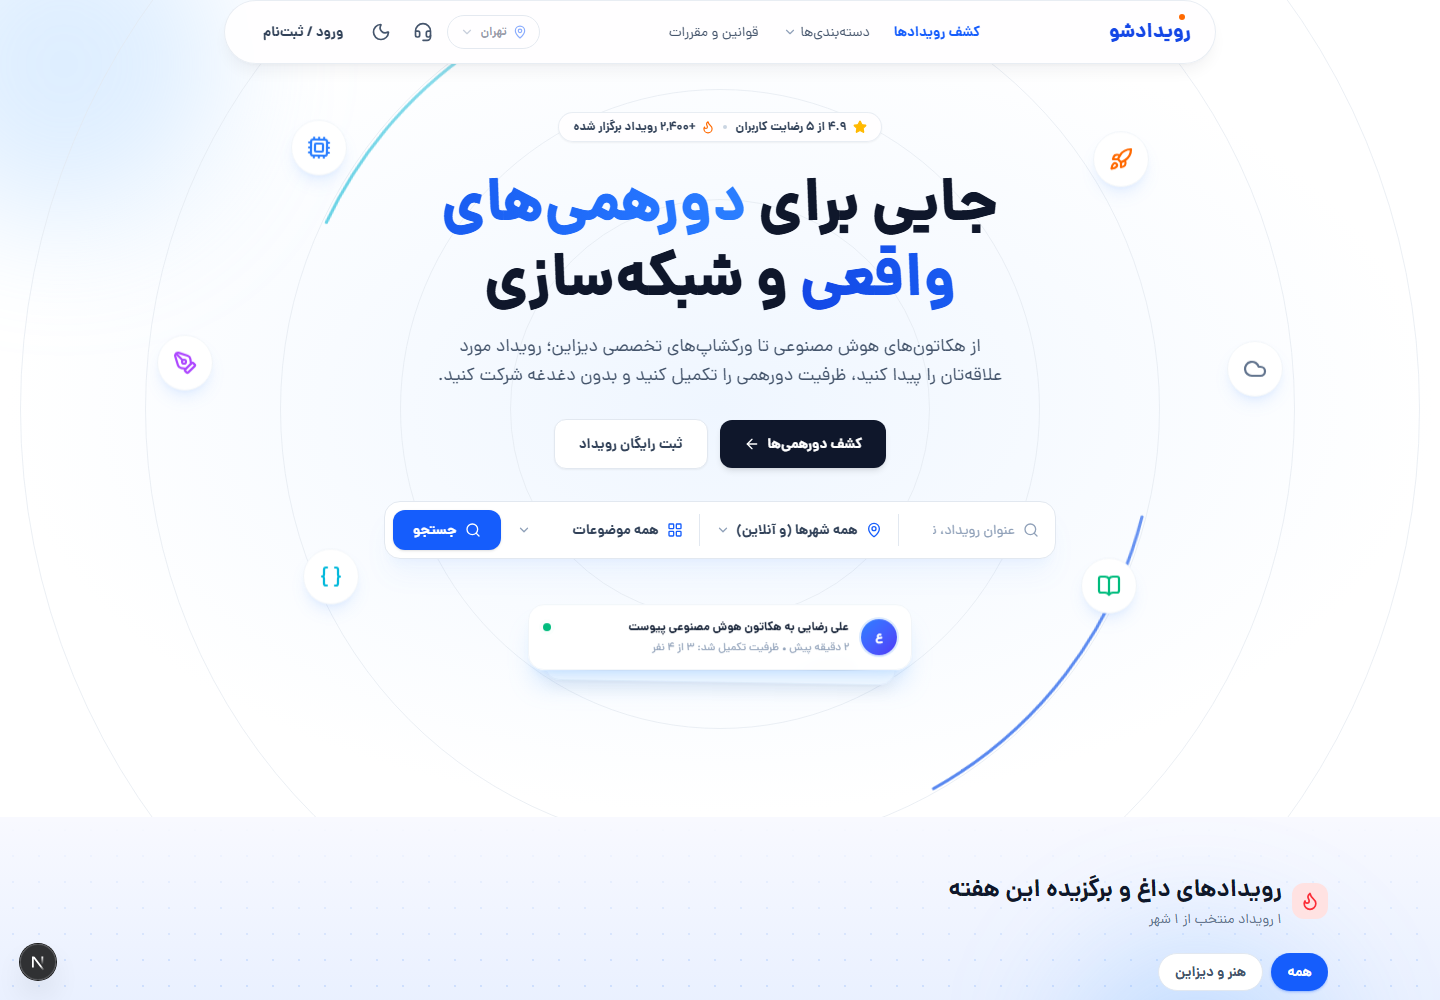 رویدادشو
کشف رویدادها
دسته‌بندی‌ها
قوانین و مقررات
تهران
ورود / ثبت‌نام
۴.۹ از ۵ رضایت کاربران • +۲,۴۰۰ رویداد برگزار شده
جایی برای دورهمی‌های
واقعی و شبکه‌سازی
از هکاتون‌های هوش مصنوعی تا ورکشاپ‌های تخصصی دیزاین؛ رویداد مورد
علاقه‌تان را پیدا کنید، ظرفیت دورهمی را تکمیل کنید و بدون دغدغه شرکت کنید.
کشف دورهمی‌ها
ثبت رایگان رویداد
عنوان رویداد، ن
همه شهرها (و آنلاین)
همه موضوعات
جستجو
ع
علی رضایی به هکاتون هوش مصنوعی پیوست
۲ دقیقه پیش • ظرفیت تکمیل شد: ۳ از ۴ نفر
رویدادهای داغ و برگزیده این هفته
۱ رویداد منتخب از ۱ شهر
همه
هنر و دیزاین
N